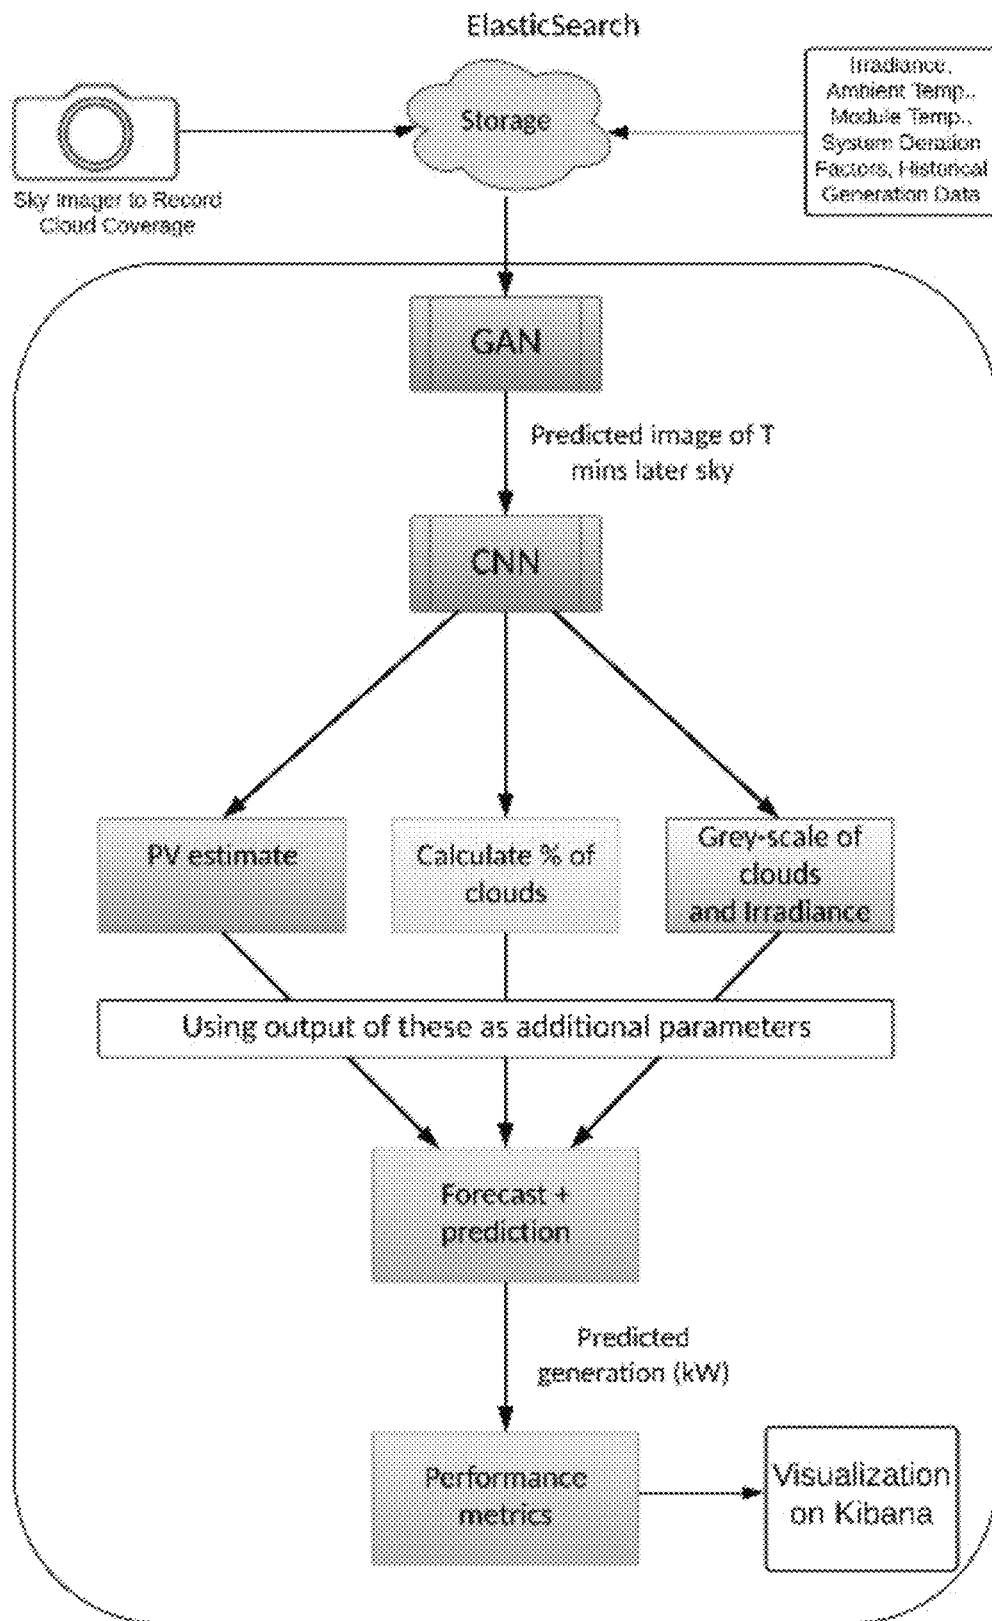 ElasticSearch
Storage
Irradiance,
Ambient Temp.,
Module Temp.,
System Deration
Factors, Historical
Generation Data
Sky Imager to Record
Cloud Coverage
GAN
Predicted image of T
mins later sky
CNN
PV estimate
Calculate % of
clouds
Grey-scale of
clouds
and Irradiance
Using output of these as additional parameters
Forecast +
prediction
Predicted
generation (kW)
Performance
metrics
Visualization
on Kibana